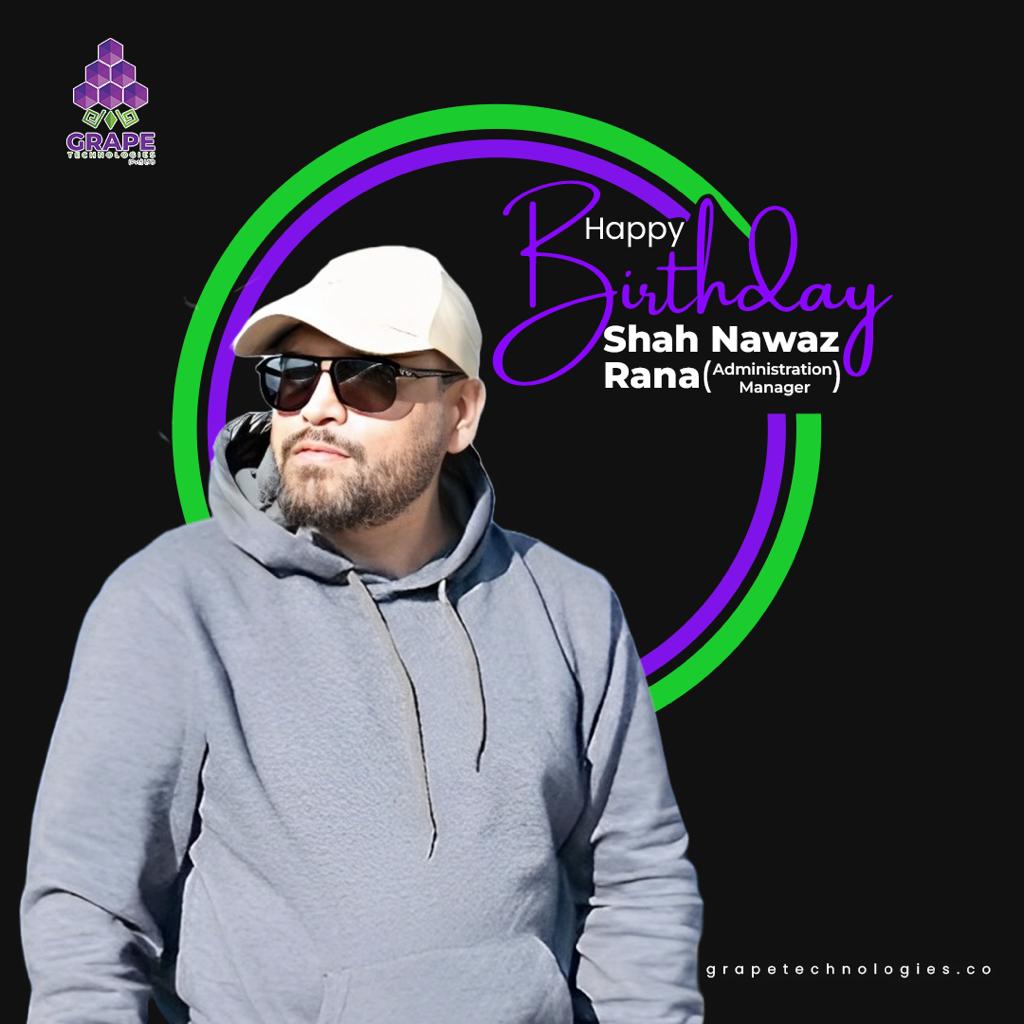 GRAPE
TECHNOLOGIES
Happy
Birthday
Shah Nawaz
Rana (Administration
Manager)
grapetechnologies.co